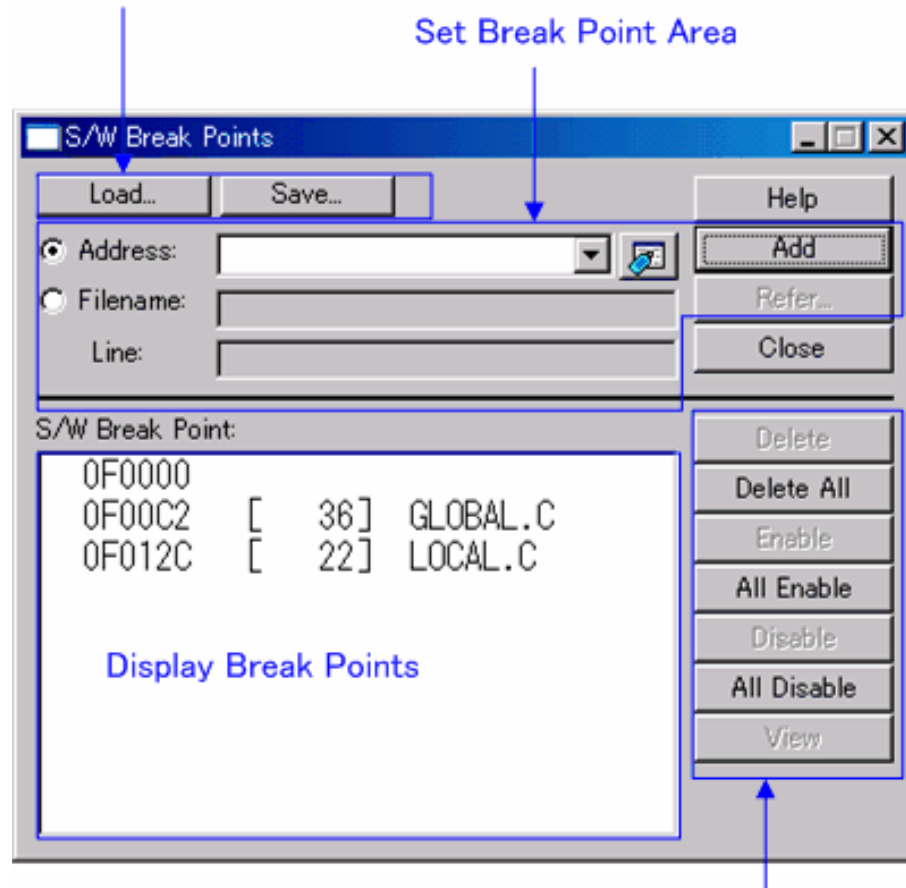 Set Break Point Area
S/W Break Points
Load...
Save...
Help
Address:
Add
Filename:
Refer...
Line:
Close
S/W Break Point:
0F0000
0F00C2 [ 36] GLOBAL.C
0F012C [ 22] LOCAL.C
Display Break Points
Delete
Delete All
Enable
All Enable
Disable
All Disable
View